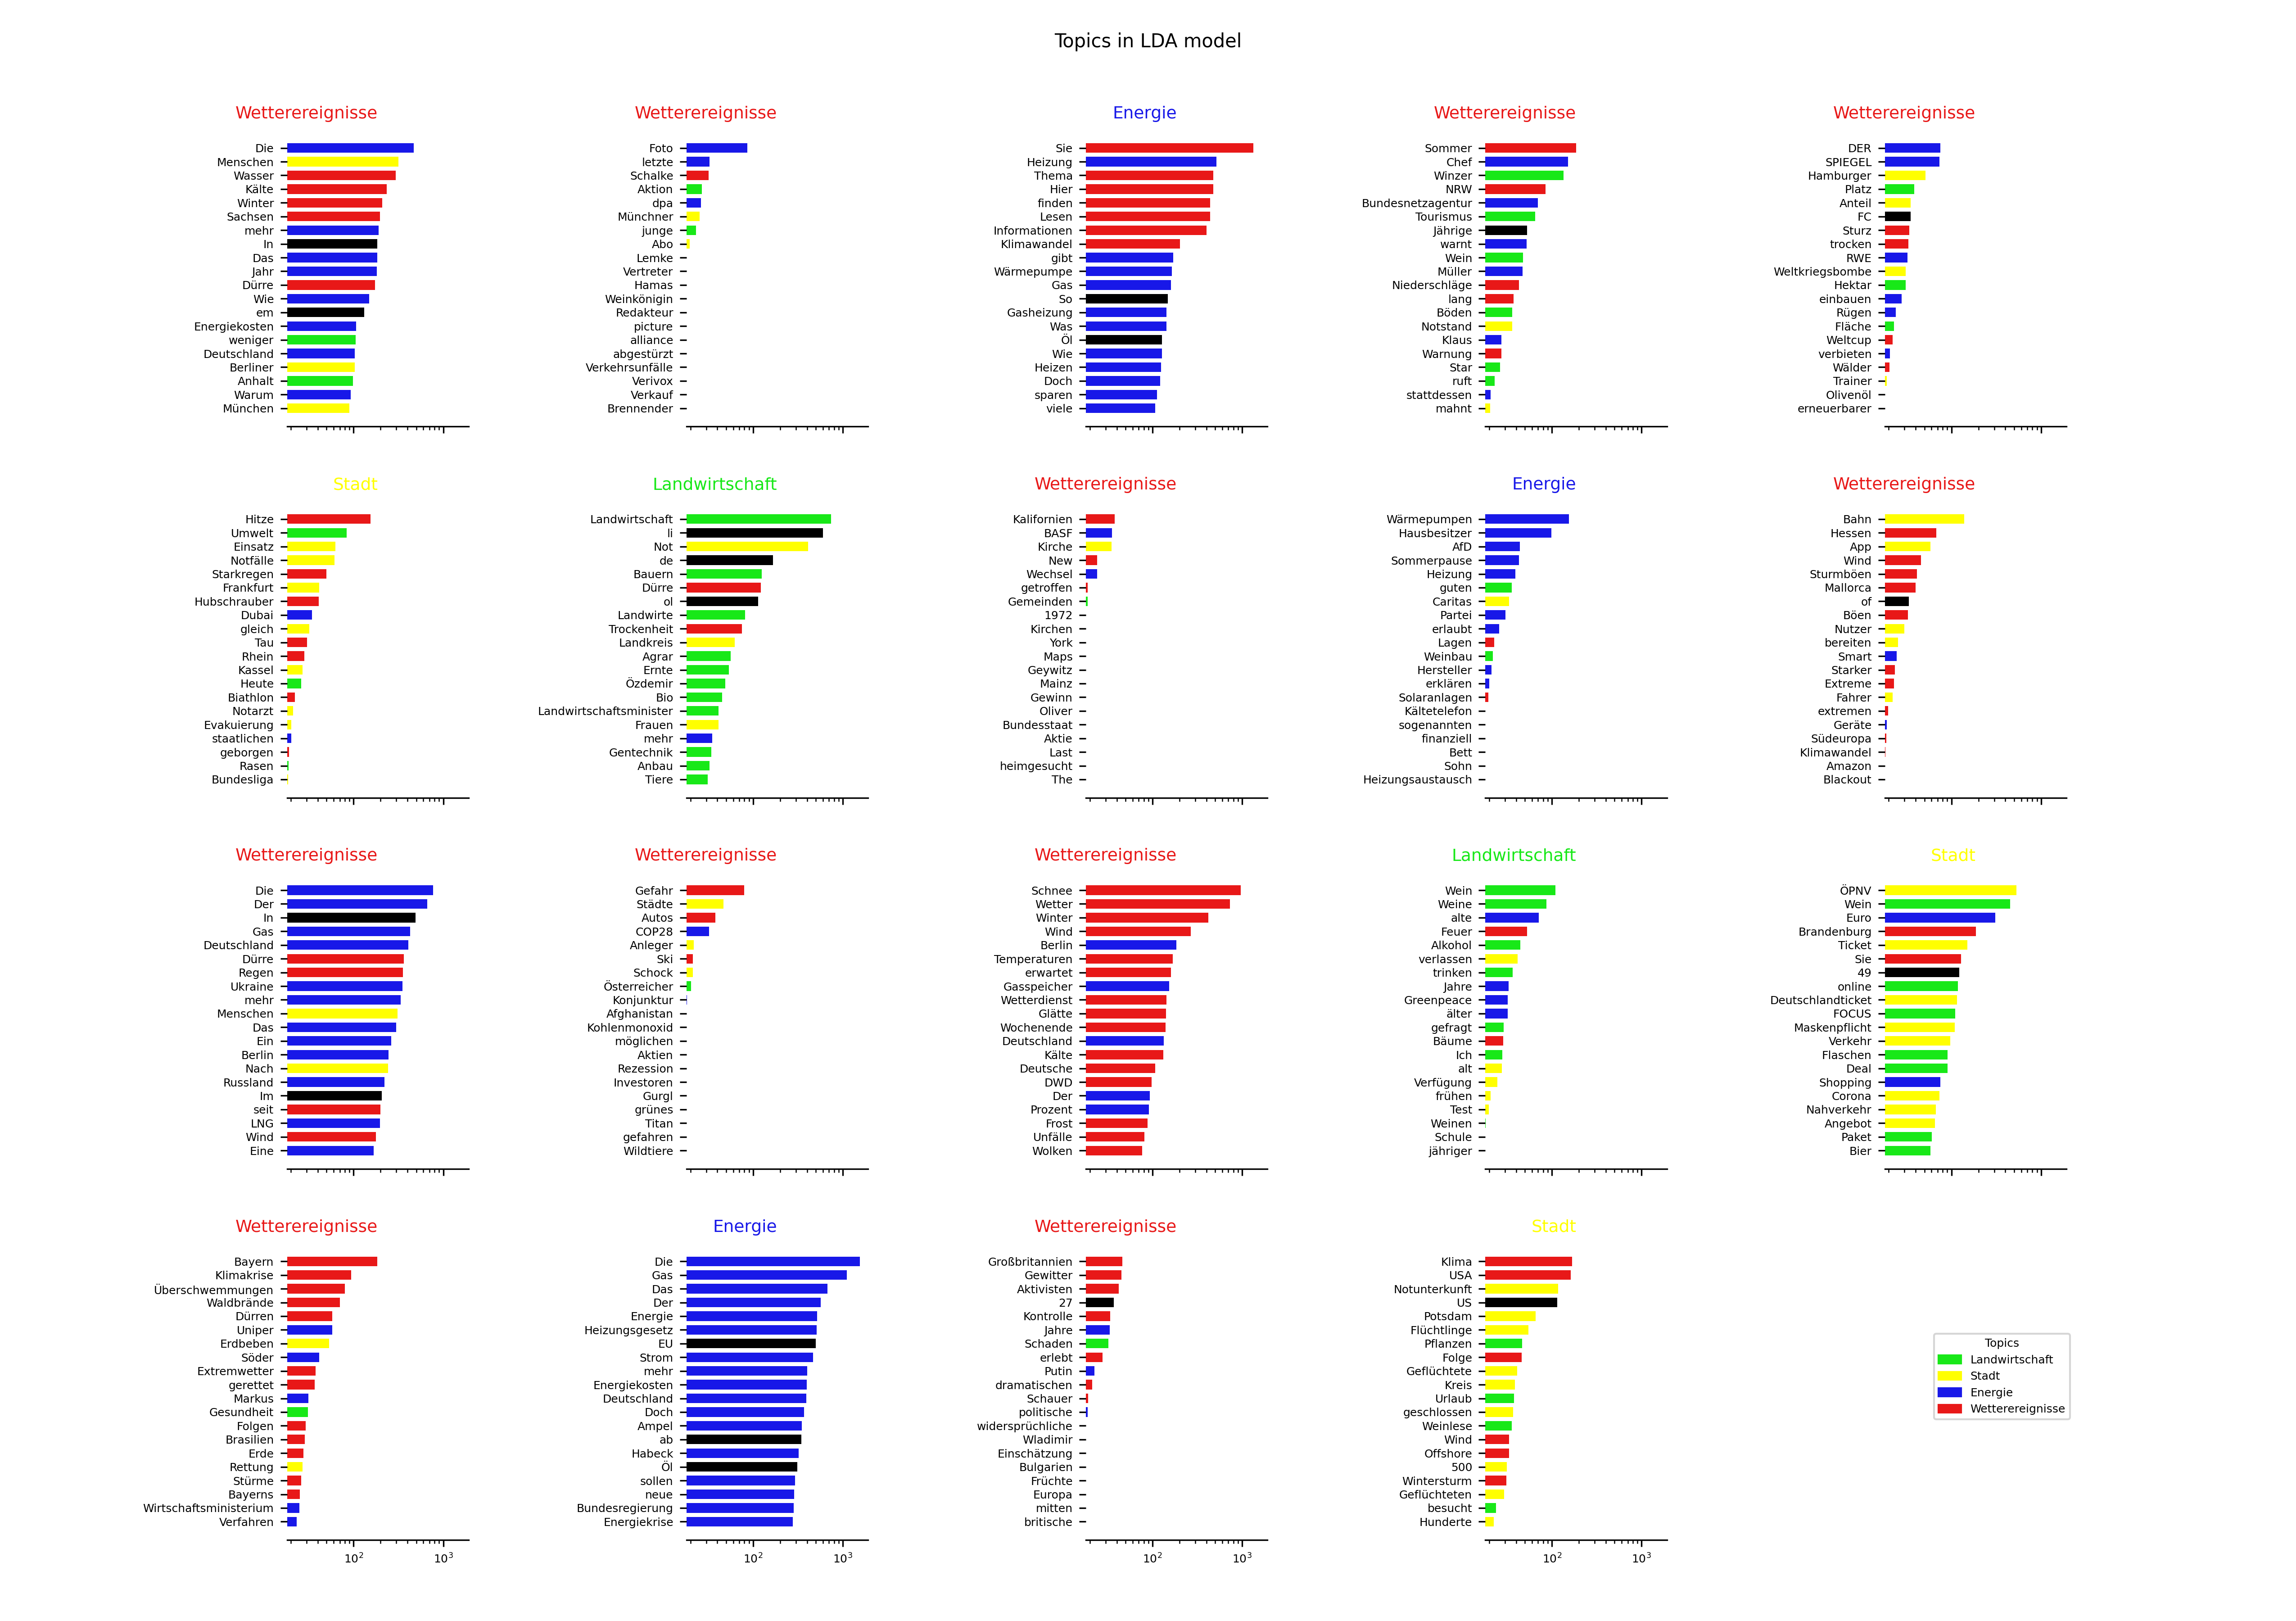 Topics in LDA model
Wetterereignisse
Die
Menschen
Wasser
Kälte
Winter
Sachsen
mehr
In
Das
Jahr
Dürre
Wie
em
Energiekosten
weniger
Deutschland
Berliner
Anhalt
Warum
München
Wetterereignisse
Foto
letzte
Schalke
Aktion
dpa
Münchner
junge
Abo
Lemke
Vertreter
Hamas
Weinkönigin
Redakteur
picture
alliance
abgestürzt
Verkehrsunfälle
Verivox
Verkauf
Brennender
Energie
Sie
Heizung
Thema
Hier
finden
Lesen
Informationen
Klimawandel
gibt
Wärmepumpe
Gas
So
Gasheizung
Was
Öl
Wie
Heizen
Doch
sparen
viele
Wetterereignisse
Sommer
Chef
Winzer
NRW
Bundesnetzagentur
Tourismus
Jährige
warnt
Wein
Müller
Niederschläge
lang
Böden
Notstand
Klaus
Warnung
Star
ruft
stattdessen
mahnt
Wetterereignisse
DER
SPIEGEL
Hamburger
Platz
Anteil
FC
Sturz
trocken
RWE
Weltkriegsbombe
Hektar
einbauen
Rügen
Fläche
Weltcup
verbieten
Wälder
Trainer
Olivenöl
erneuerbarer
Stadt
Hitze
Umwelt
Einsatz
Notfälle
Starkregen
Frankfurt
Hubschrauber
Dubai
gleich
Tau
Rhein
Kassel
Heute
Biathlon
Notarzt
Evakuierung
staatlichen
geborgen
Rasen
Bundesliga
Landwirtschaft
Landwirtschaft
li
Not
de
Bauern
Dürre
ol
Landwirte
Trockenheit
Landkreis
Agrar
Ernte
Özdemir
Bio
Landwirtschaftsminister
Frauen
mehr
Gentechnik
Anbau
Tiere
Wetterereignisse
Kalifornien
BASF
Kirche
New
Wechsel
getroffen
Gemeinden
1972
Kirchen
York
Maps
Geywitz
Mainz
Gewinn
Oliver
Bundesstaat
Aktie
Last
heimgesucht
The
Energie
Wärmepumpen
Hausbesitzer
AfD
Sommerpause
Heizung
guten
Caritas
Partei
erlaubt
Lagen
Weinbau
Hersteller
erklären
Solaranlagen
Kältetelefon
sogenannten
finanziell
Bett
Sohn
Heizungsaustausch
Wetterereignisse
Bahn
Hessen
App
Wind
Sturmböen
Mallorca
of
Böen
Nutzer
bereiten
Smart
Starker
Extreme
Fahrer
extremen
Geräte
Südeuropa
Klimawandel
Amazon
Blackout
Wetterereignisse
Die
Der
In
Gas
Deutschland
Dürre
Regen
Ukraine
mehr
Menschen
Das
Ein
Berlin
Nach
Russland
Im
seit
LNG
Wind
Eine
Wetterereignisse
Gefahr
Städte
Autos
COP28
Anleger
Ski
Schock
Österreicher
Konjunktur
Afghanistan
Kohlenmonoxid
möglichen
Aktien
Rezession
Investoren
Gurgl
grünes
Titan
gefahren
Wildtiere
Wetterereignisse
Schnee
Wetter
Winter
Wind
Berlin
Temperaturen
erwartet
Gasspeicher
Wetterdienst
Glätte
Wochenende
Deutschland
Kälte
Deutsche
DWD
Der
Prozent
Frost
Unfälle
Wolken
Landwirtschaft
Wein
Weine
alte
Feuer
Alkohol
verlassen
trinken
Jahre
Greenpeace
älter
gefragt
Bäume
Ich
alt
Verfügung
frühen
Test
Weinen
Schule
jähriger
Stadt
ÖPNV
Wein
Euro
Brandenburg
Ticket
Sie
49
online
Deutschlandticket
FOCUS
Maskenpflicht
Verkehr
Flaschen
Deal
Shopping
Corona
Nahverkehr
Angebot
Paket
Bier
Wetterereignisse
Bayern
Klimakrise
Überschwemmungen
Waldbrände
Dürren
Uniper
Erdbeben
Söder
Extremwetter
gerettet
Markus
Gesundheit
Folgen
Brasilien
Erde
Rettung
Stürme
Bayerns
Wirtschaftsministerium
Verfahren
10² 10³
Energie
Die
Gas
Das
Der
Energie
Heizungsgesetz
EU
Strom
mehr
Energiekosten
Deutschland
Doch
Ampel
ab
Habeck
Öl
sollen
neue
Bundesregierung
Energiekrise
10² 10³
Wetterereignisse
Großbritannien
Gewitter
Aktivisten
27
Kontrolle
Jahre
Schaden
erlebt
Putin
dramatischen
Schauer
politische
widersprüchliche
Wladimir
Einschätzung
Bulgarien
Früchte
Europa
mitten
britische
10² 10³
Stadt
Klima
USA
Notunterkunft
US
Potsdam
Flüchtlinge
Pflanzen
Folge
Geflüchtete
Kreis
Urlaub
geschlossen
Weinlese
Wind
Offshore
500
Wintersturm
Geflüchteten
besucht
Hunderte
10² 10³
Topics
Landwirtschaft
Stadt
Energie
Wetterereignisse